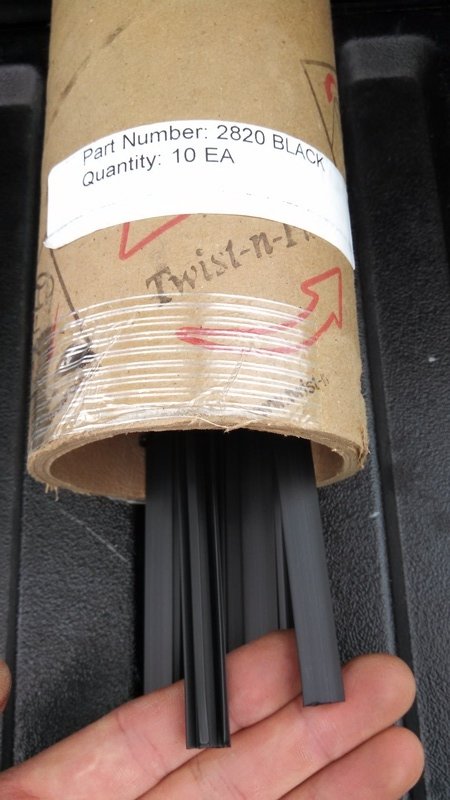 Part Number: 2820 BLACK
Quantity: 10 EA
Twist-n-